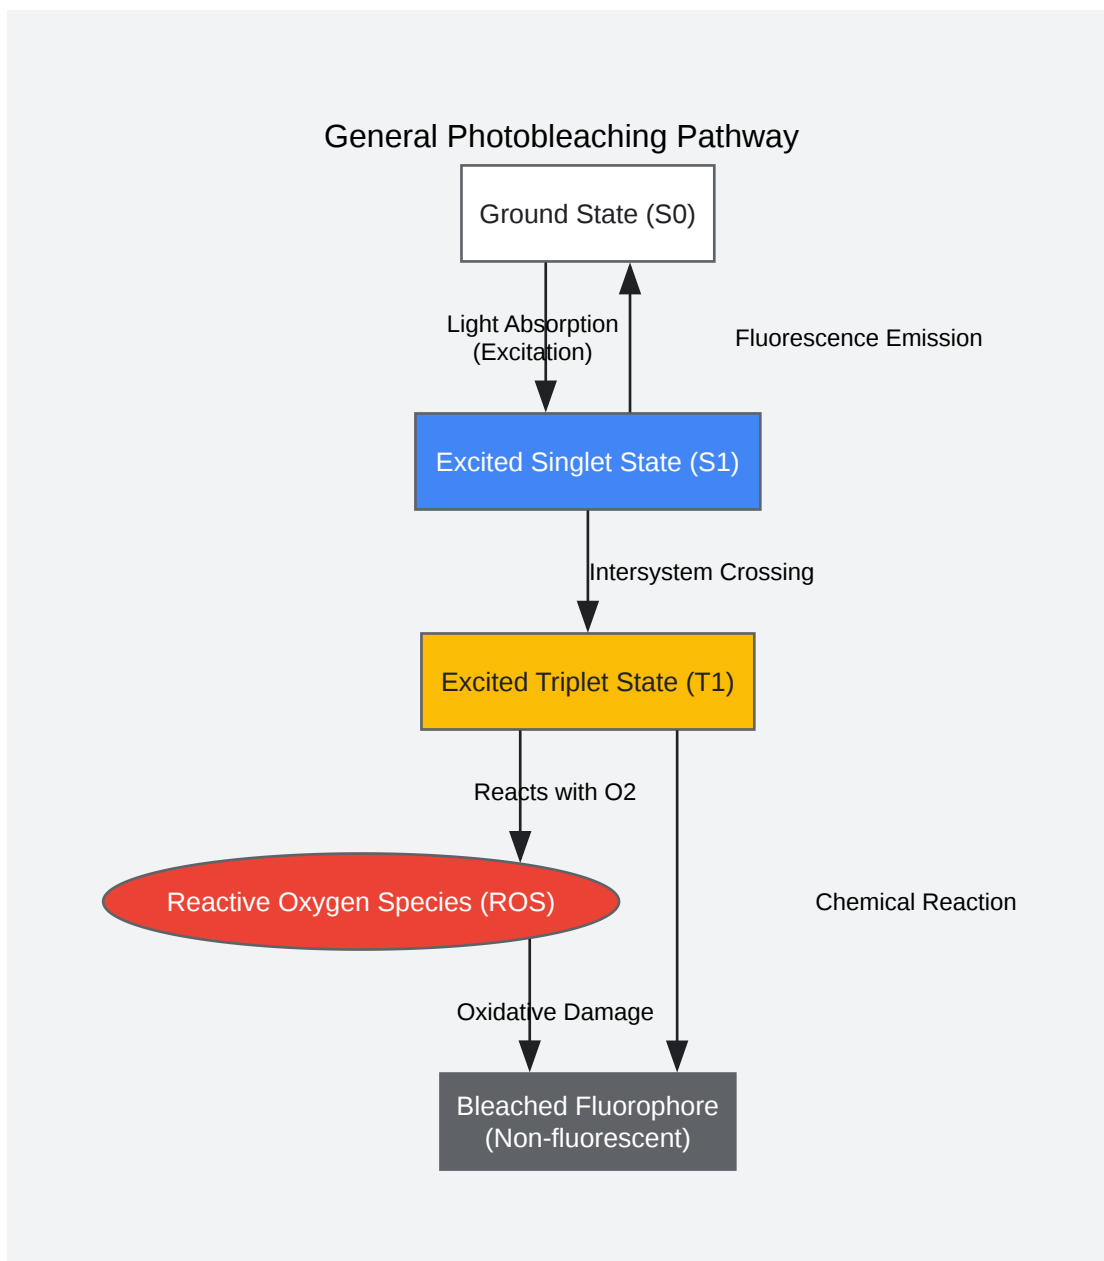 General Photobleaching Pathway
Ground State (S0)
Light Absorption
(Excitation)
Fluorescence Emission
Excited Singlet State (S1)
Intersystem Crossing
Excited Triplet State (T1)
Reacts with O2
Reactive Oxygen Species (ROS)
Chemical Reaction
Oxidative Damage
Bleached Fluorophore
(Non-fluorescent)